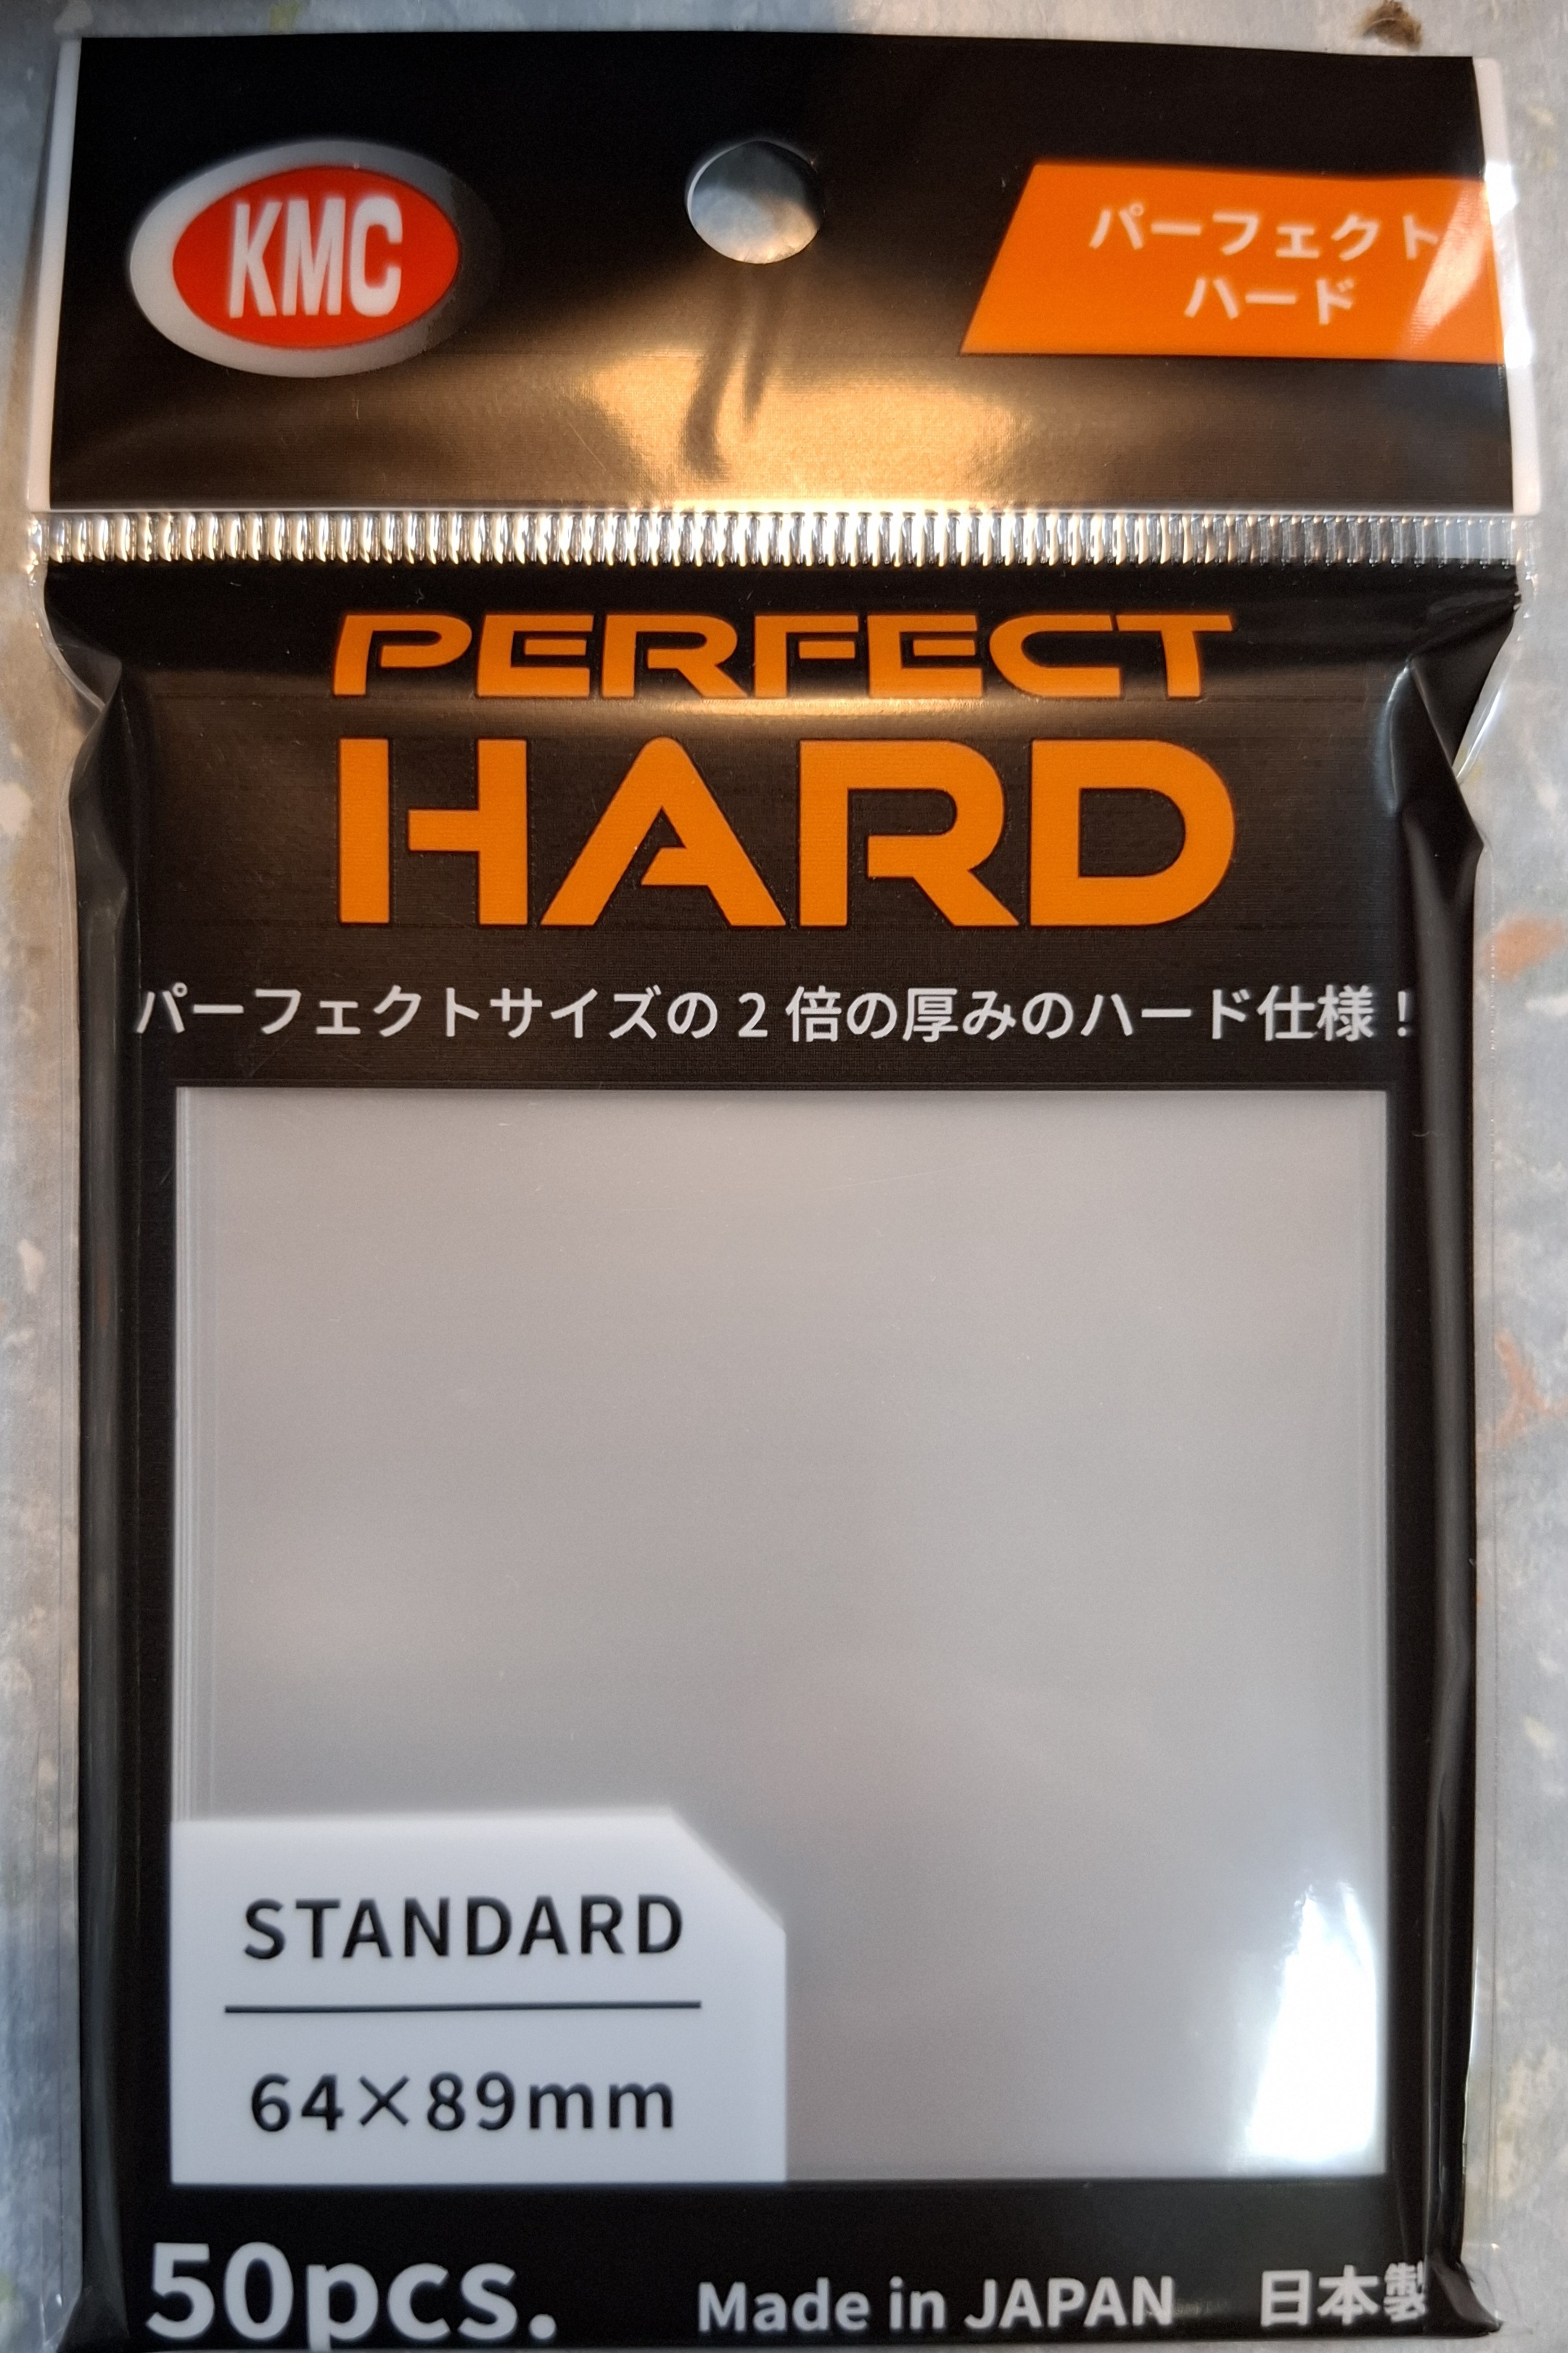 KMC
パーフェクト
ハード
PERFECT
HARD
パーフェクトサイズの2倍の厚みのハード仕様！
STANDARD
64×89mm
50pcs.
Made in JAPAN 日本製